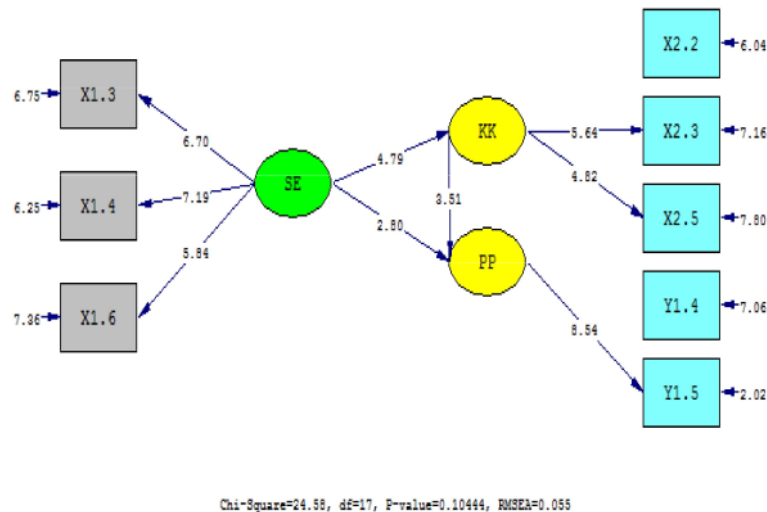 X2.2
6.04
6.75
X1.3
KK
5.64
X2.3
7.16
6.70
4.79
4.82
SE
6.25
X1.4
7.19
3.51
X2.5
7.80
2.80
5.84
PP
7.36
X1.6
8.54
Y1.4
7.06
Y1.5
2.02
Chi-Square=24.58, df=17, P-value=0.10444, RMSEA=0.055